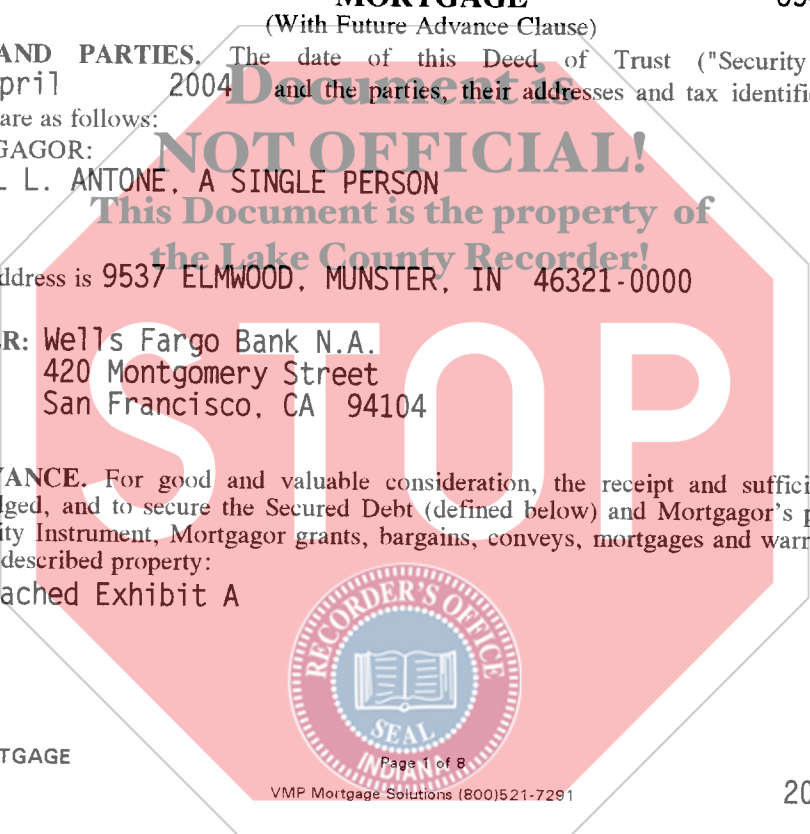 MORTGAGE
(With Future Advance Clause)
AND PARTIES. The date of this Deed of Trust ("Security
pril 2004 and the parties, their addresses and tax identifi
are as follows:
GAGOR:
L. ANTONE, A SINGLE PERSON
ddress is 9537 ELMWOOD, MUNSTER, IN 46321-0000
R: Wells Fargo Bank N.A.
420 Montgomery Street
San Francisco, CA 94104
ANCE. For good and valuable consideration, the receipt and suffici
dged, and to secure the Secured Debt (defined below) and Mortgagor's p
ity Instrument, Mortgagor grants, bargains, conveys, mortgages and warr
described property:
ached Exhibit A
TGAGE
Page 1 of 8
VMP Mortgage Solutions (800)521-7291
20
Document is
NOT OFFICIAL!
This Document is the property of
the Lake County Recorder!
STOP
RECORDER'S OFFICE
SEAL
INDIANA